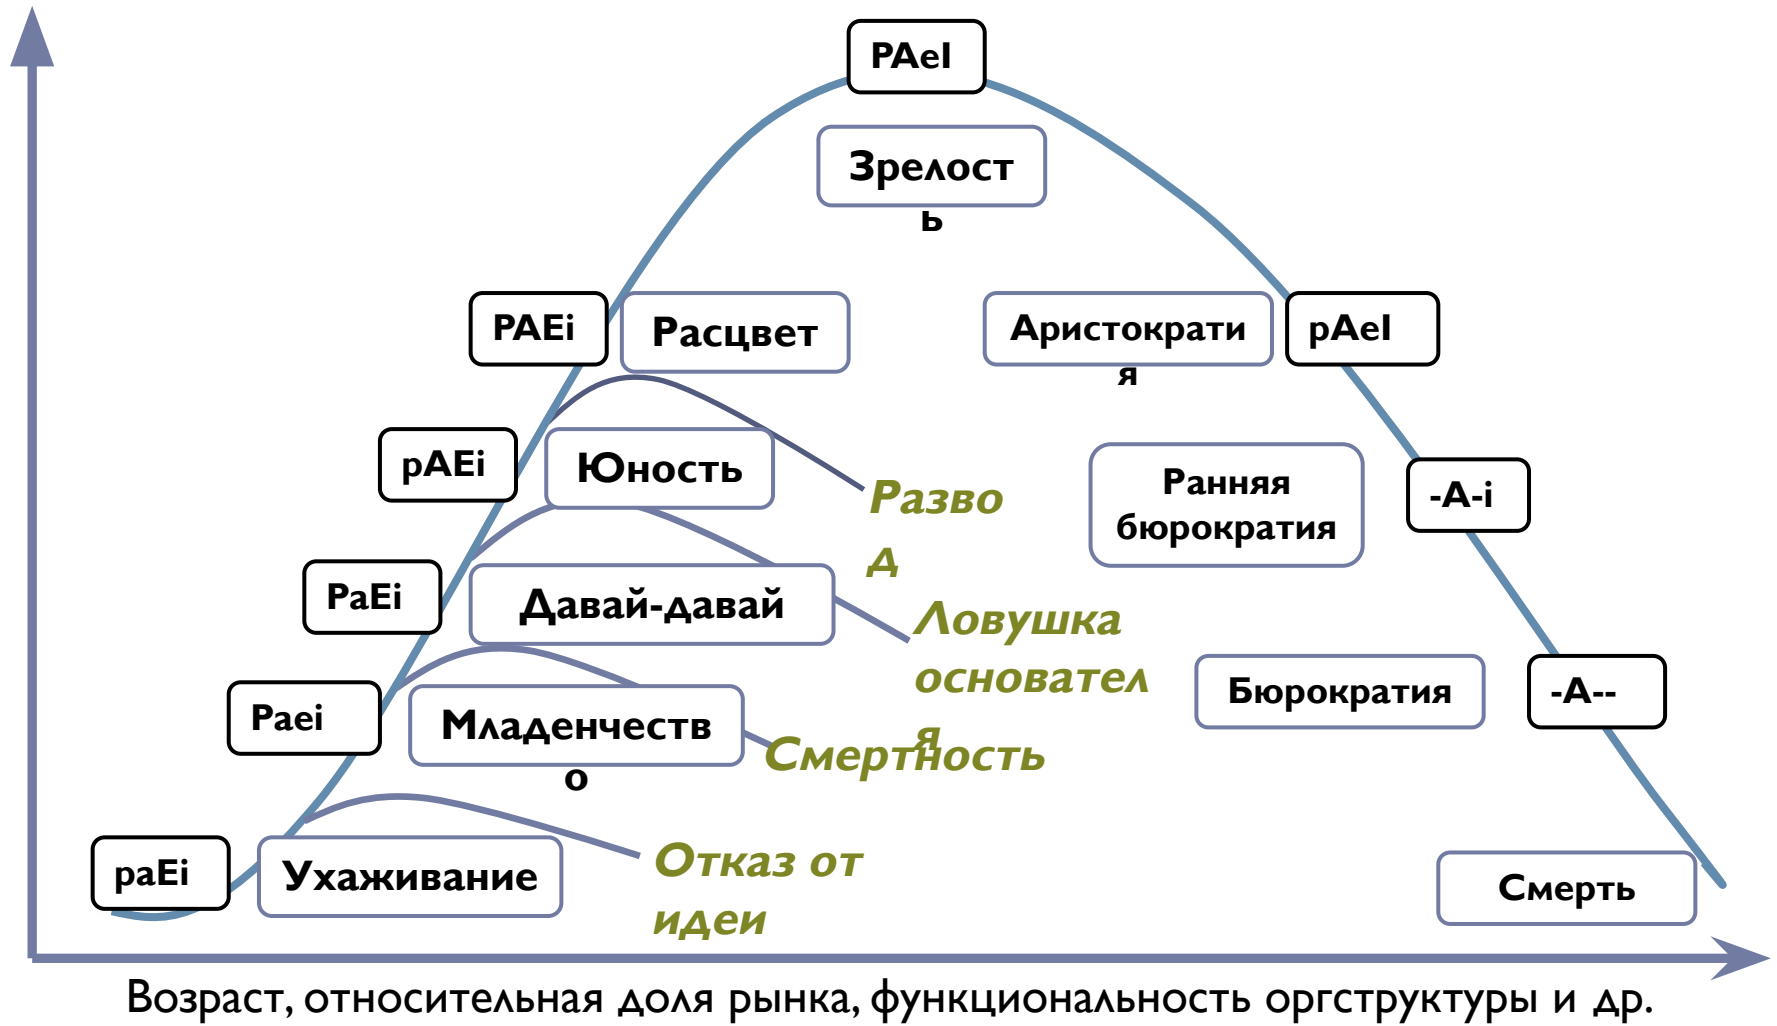 PAeI
Зрелост
ь
PAEi
Расцвет
Аристократи
я
pAeI
pAEi
Юность
Разво
д
Ранняя
бюрократия
-A-i
PaEi
Давай-давай
Ловушка
основател
я
Paei
Младенчеств
о
Смертность
Бюрократия
-A--
paEi
Ухаживание
Отказ от
идеи
Смерть
Возраст, относительная доля рынка, функциональность оргструктуры и др.